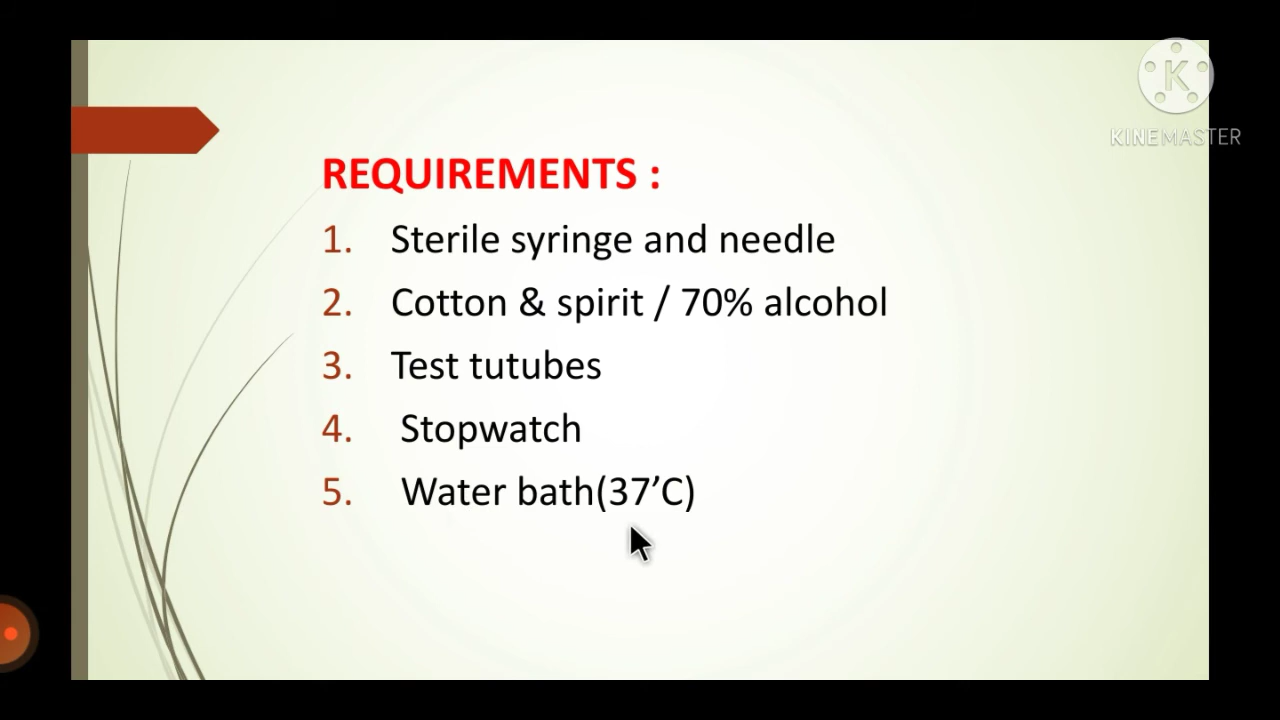 KINEMASTER
REQUIREMENTS :
1. Sterile syringe and needle
2. Cotton & spirit / 70% alcohol
3. Test tutubes
4. Stopwatch
5. Water bath(37’C)